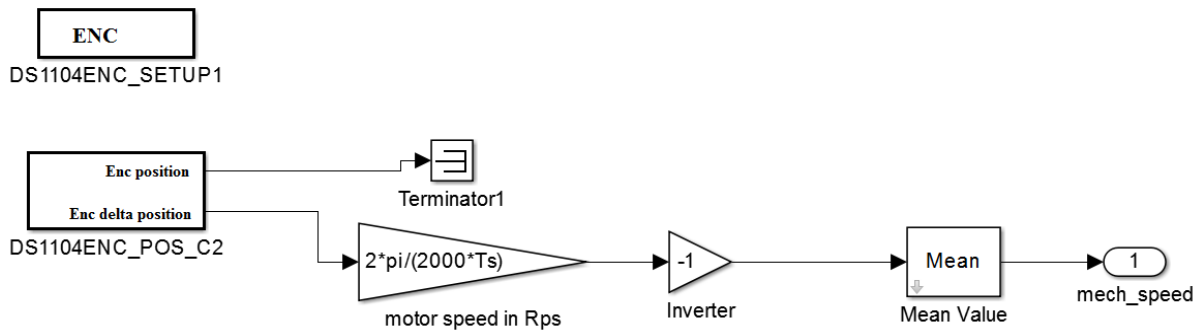 ENC
DS1104ENC_SETUP1
Enc position
Enc delta position
DS1104ENC_POS_C2
Terminator1
2*pi/(2000*Ts)
motor speed in Rps
-1
Inverter
Mean
Mean Value
1
mech_speed